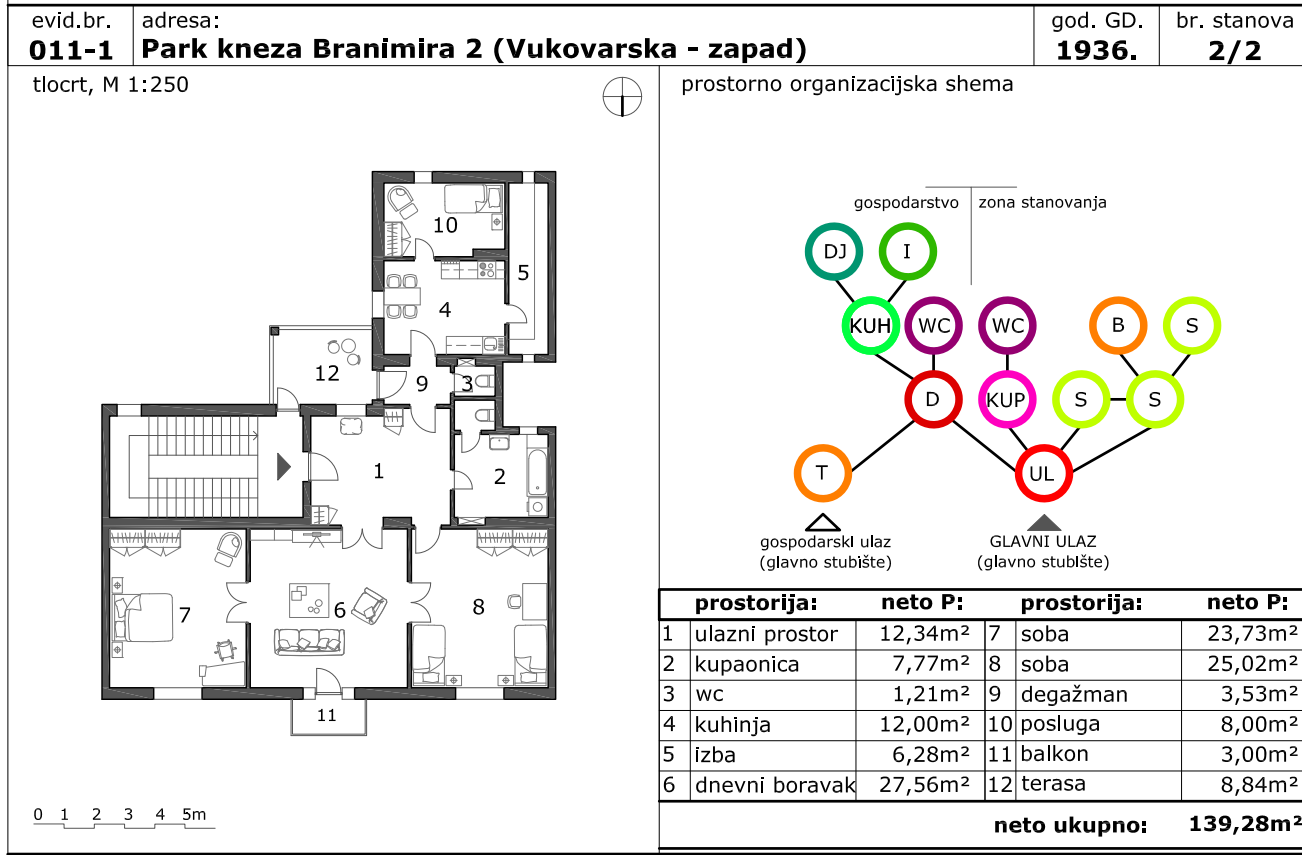 evid.br. adresa: god. GD. br. stanova
011-1 Park kneza Branimira 2 (Vukovarska - zapad) 1936. 2/2
tlocrt, M 1:250
prostorno organizacijska shema
10
5
4
12
9
3
1
2
7
6
8
11
0 1 2 3 4 5m
gospodarstvo zona stanovanja
DJ I
KUH WC WC B S
D KUP S S
T UL
gospodarski ulaz
(glavno stubište)
GLAVNI ULAZ
(glavno stubište)
prostorija: neto P: prostorija: neto P:
1 ulazni prostor 12,34m² 7 soba 23,73m²
2 kupaonica 7,77m² 8 soba 25,02m²
3 wc 1,21m² 9 degažman 3,53m²
4 kuhinja 12,00m² 10 posluga 8,00m²
5 izba 6,28m² 11 balkon 3,00m²
6 dnevni boravak 27,56m² 12 terasa 8,84m²
neto ukupno: 139,28m²